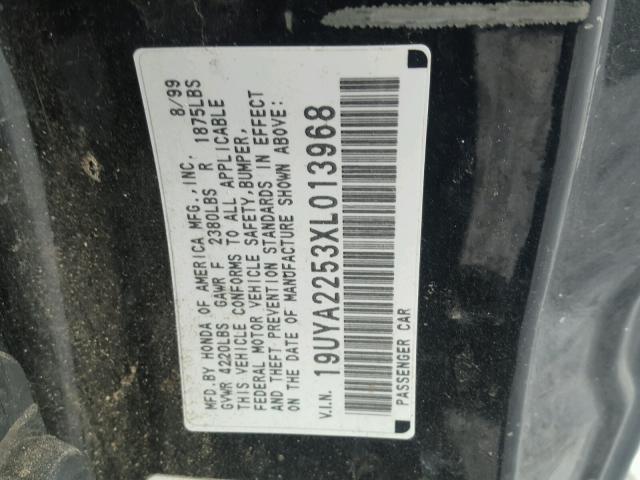 MFD.BY HONDA OF AMERICA MFG.,INC. 8/99
GVWR 4220LBS GAWR F 2380LBS R 1875LBS
THIS VEHICLE CONFORMS TO ALL APPLICABLE
FEDERAL MOTOR VEHICLE SAFETY,BUMPER,
AND THEFT PREVENTION STANDARDS IN EFFECT
ON THE DATE OF MANUFACTURE SHOWN ABOVE:
V.I.N. 19UYA2253XL013968
PASSENGER CAR